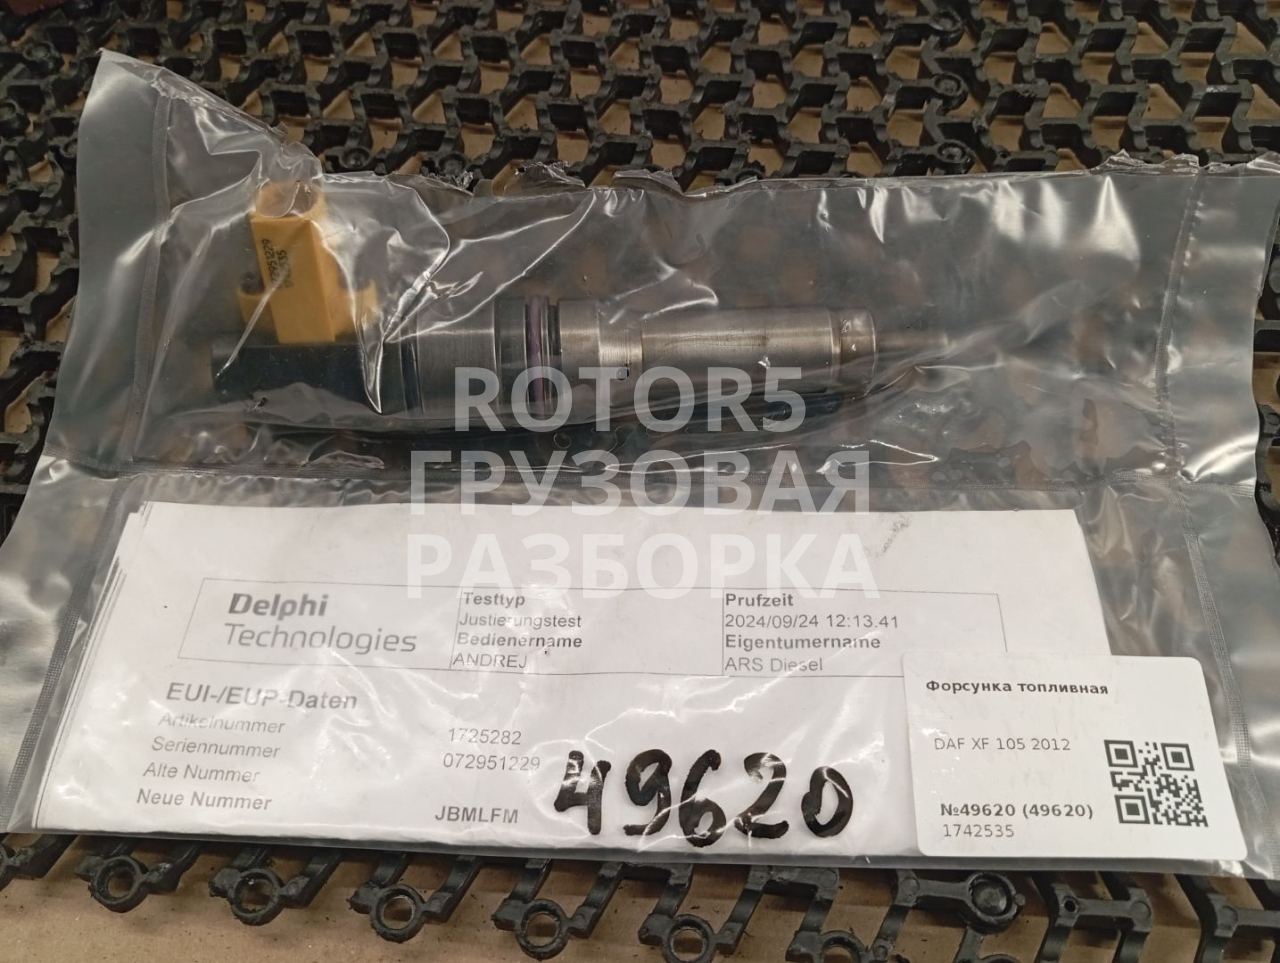 ROTOR5
ГРУЗОВАЯ
РАЗБОРКА
Delphi
Technologies
Testtyp
Justierungstest
Bedienername
ANDREJ
Prufzeit
2024/09/24 12:13.41
Eigentumername
ARS Diesel
EUI-/EUP-Daten
Artikelnummer 1725282
Seriennummer 072951229
Alte Nummer
Neue Nummer JBMLFM
49620
Форсунка топливная
DAF XF 105 2012
№49620 (49620)
1742535